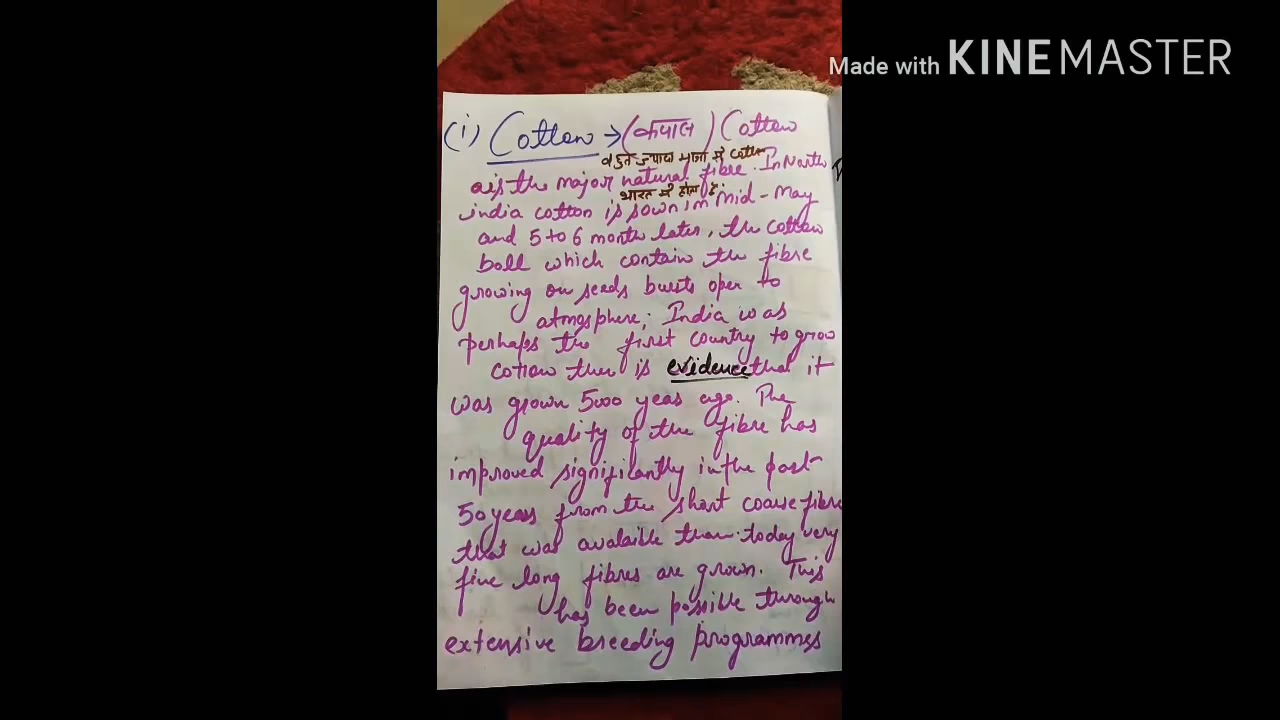 Made with KINEMASTER
(i) Cotton → (कपास) Cotton
बहुत ज्यादा मात्रा में cotton
is the major natural fibre. In North
भारत में होता है.
india cotton is sown in mid - May
and 5 to 6 month later, the cotton
boll which contain the fibre
growing on seeds bursts open to
atmosphere; India was
perhaps the first country to grow
cotton ther is evidence that it
was grown 5000 yeas ago. The
quality of the fibre has
improved significantly in the past
50 years from the short coarse fibre
that was avalaible then. today very
fine long fibres are grown. This
has been possible through
extensive breeding programmes